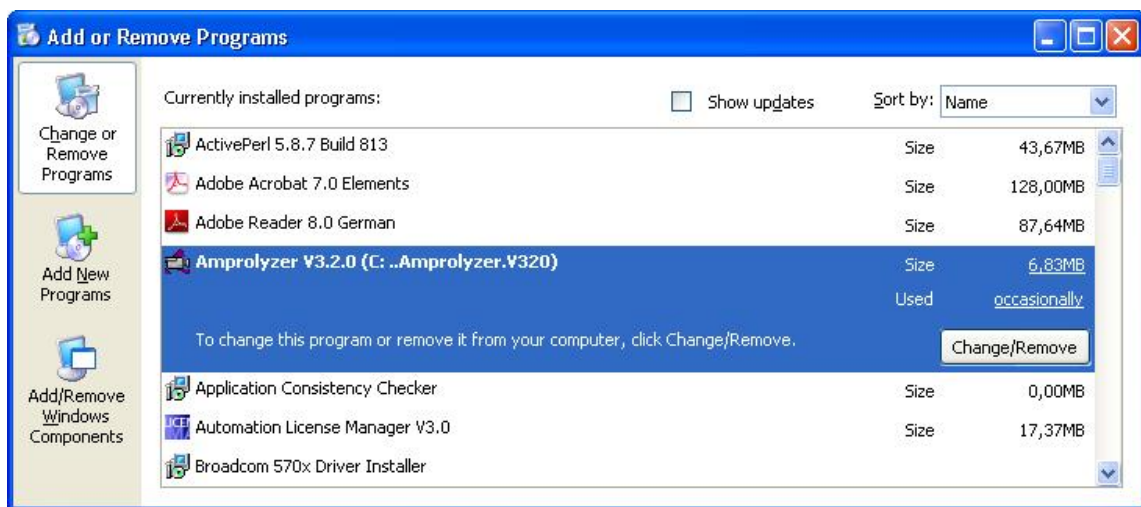 Add or Remove Programs
Change or
Remove
Programs
Add New
Programs
Add/Remove
Windows
Components
Currently installed programs:
Show updates
Sort by: Name
ActivePerl 5.8.7 Build 813 Size 43,67MB
Adobe Acrobat 7.0 Elements Size 128,00MB
Adobe Reader 8.0 German Size 87,64MB
Amprolyzer V3.2.0 (C: ..Amprolyzer.V320) Size 6,83MB
Used occasionally
To change this program or remove it from your computer, click Change/Remove.
Change/Remove
Application Consistency Checker Size 0,00MB
Automation License Manager V3.0 Size 17,37MB
Broadcom 570x Driver Installer